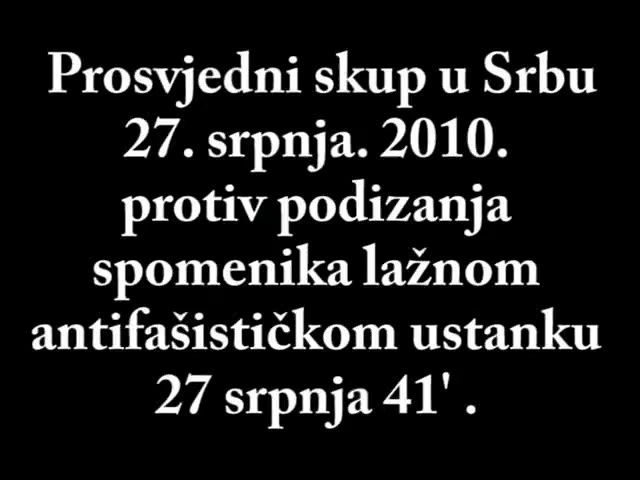 Prosvjedni skup u Srbu
27. srpnja. 2010.
protiv podizanja
spomenika lažnom
antifašističkom ustanku
27 srpnja 41' .